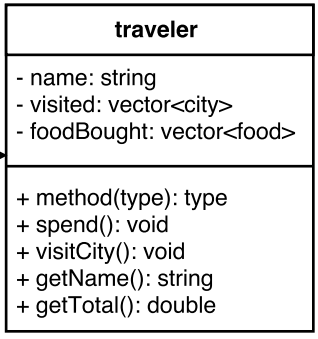 traveler
- name: string
- visited: vector<city>
- foodBought: vector<food>
+ method(type): type
+ spend(): void
+ visitCity(): void
+ getName(): string
+ getTotal(): double